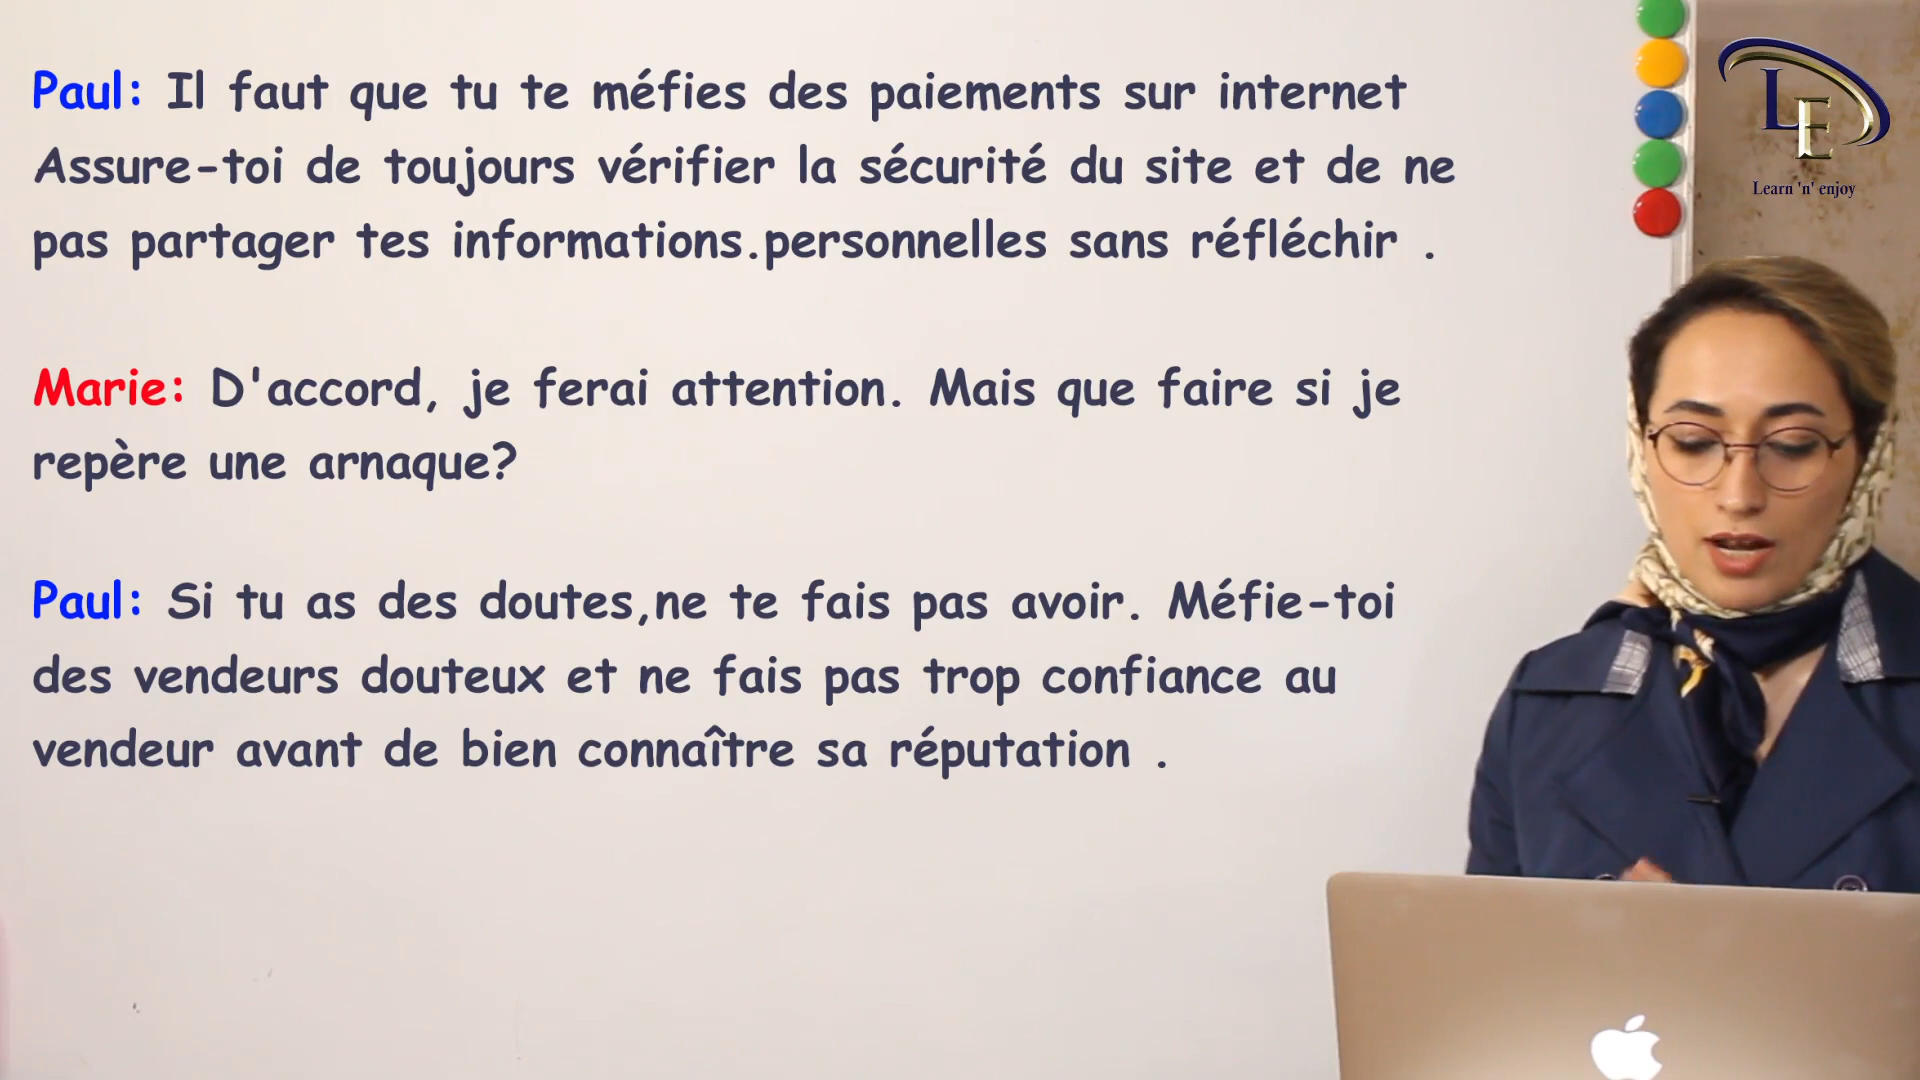 Paul: Il faut que tu te méfies des paiements sur internet
Assure-toi de toujours vérifier la sécurité du site et de ne
pas partager tes informations.personnelles sans réfléchir .
Marie: D'accord, je ferai attention. Mais que faire si je
repère une arnaque?
Paul: Si tu as des doutes,ne te fais pas avoir. Méfie-toi
des vendeurs douteux et ne fais pas trop confiance au
vendeur avant de bien connaître sa réputation .
LE
Learn 'n' enjoy